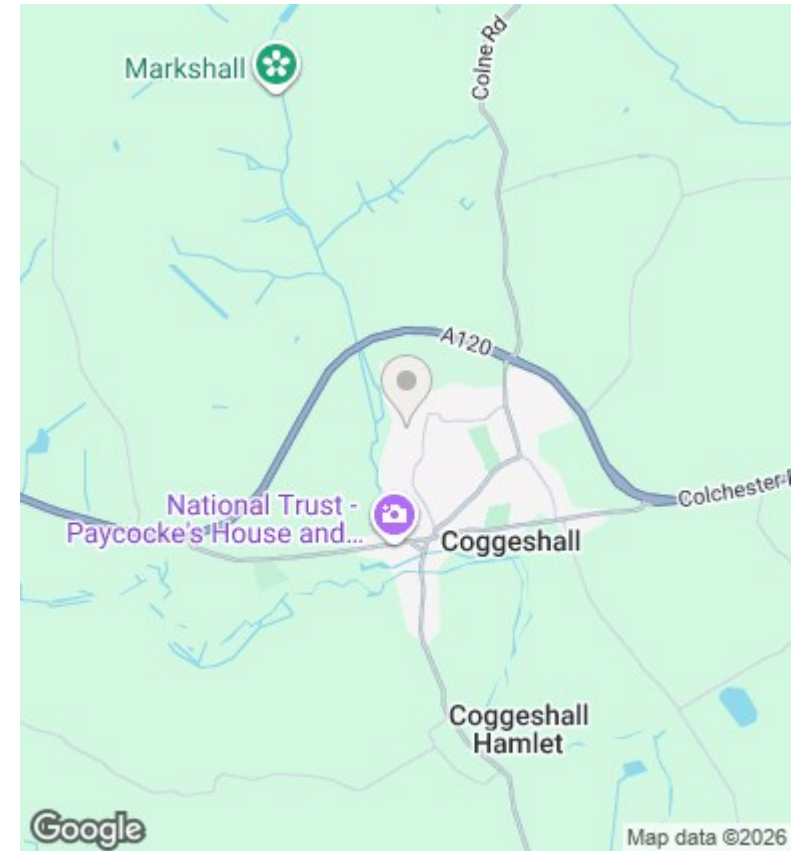 Markshall
Colne Rd
A120
National Trust -
Paycocke's House and...
Colchester
Coggeshall
Coggeshall
Hamlet
Google
Map data ©2026